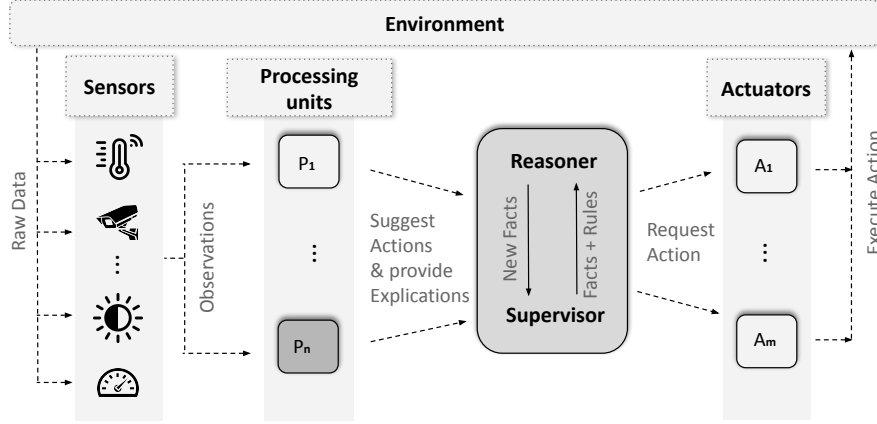 Environment
Sensors
Processing
units
Actuators
Raw Data
Observations
P1
⋮
Pn
Suggest
Actions
& provide
Explications
Reasoner
New Facts
Facts + Rules
Supervisor
Request
Action
A1
⋮
Am
Execute Action